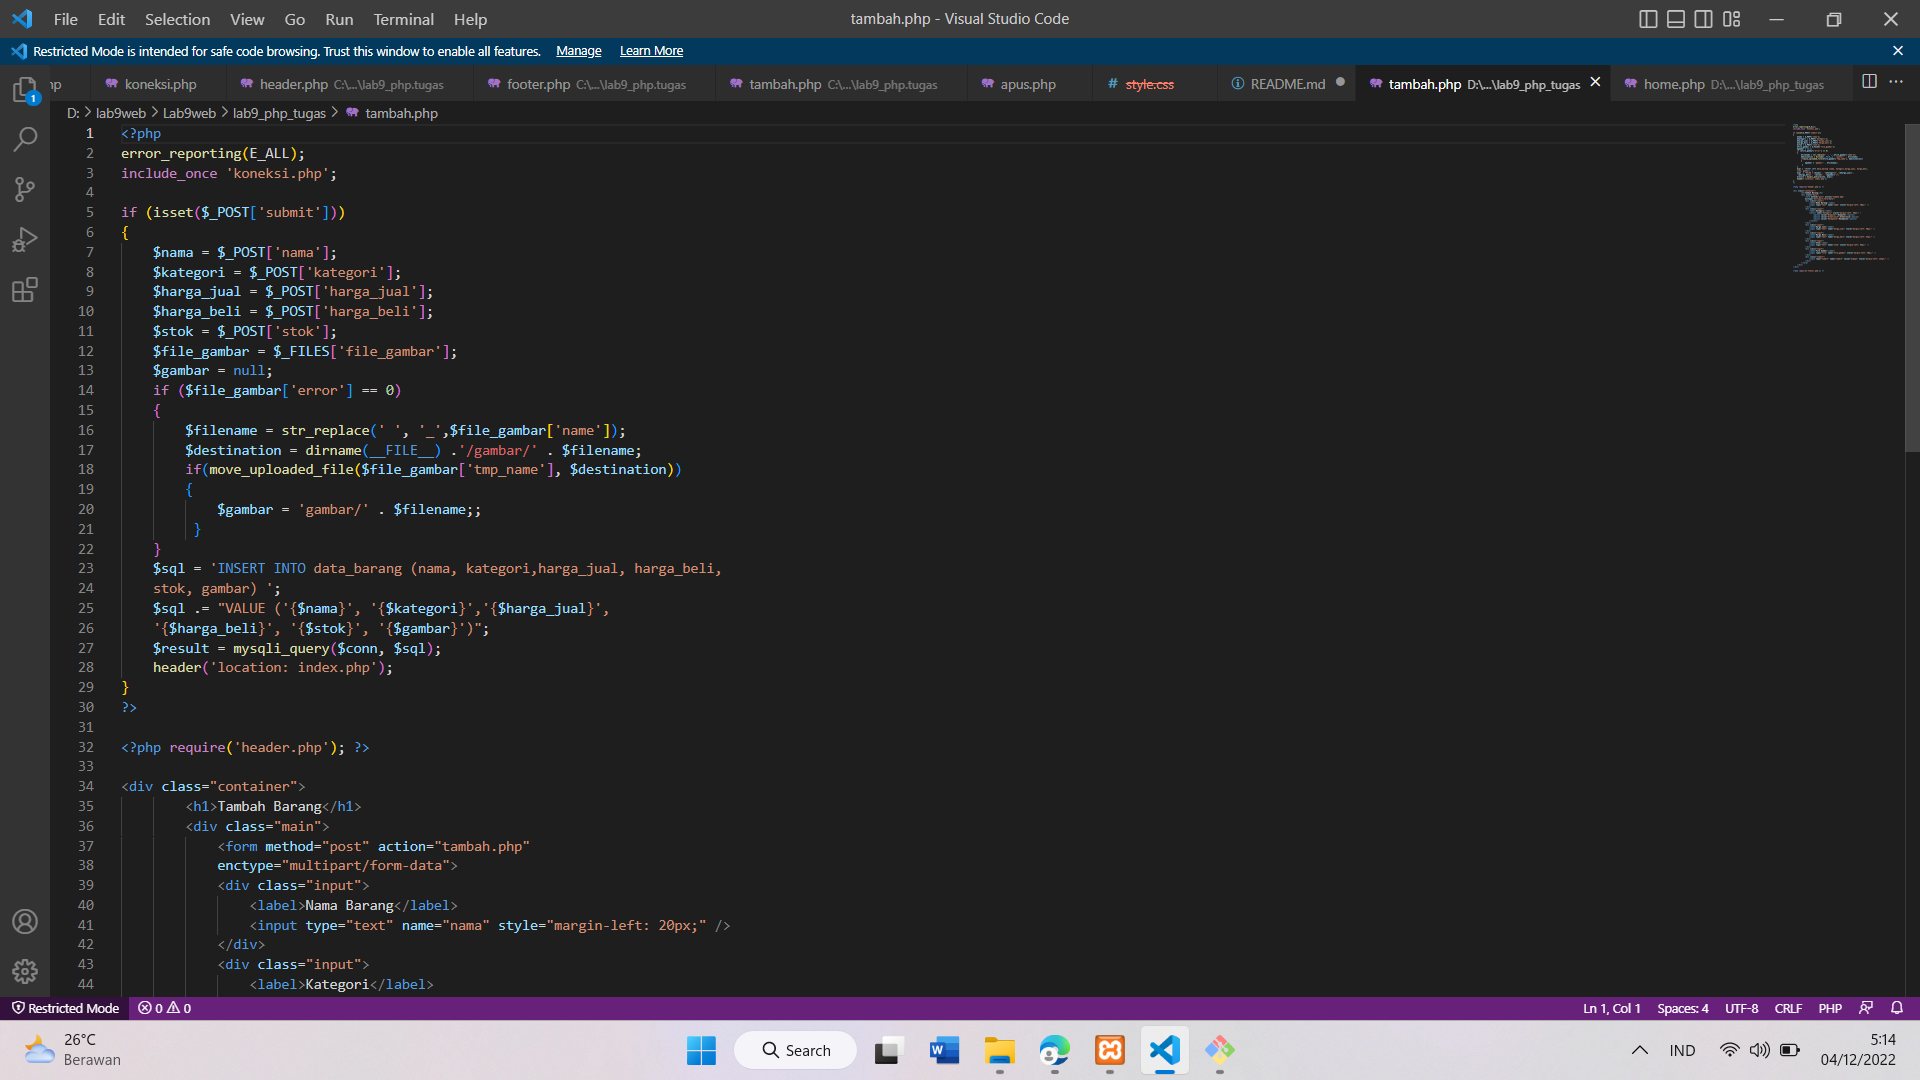 File Edit Selection View Go Run Terminal Help
tambah.php - Visual Studio Code
Restricted Mode is intended for safe code browsing. Trust this window to enable all features. Manage Learn More
koneksi.php header.php C:\...\lab9_php.tugas footer.php C:\...\lab9_php.tugas tambah.php C:\...\lab9_php.tugas apus.php # style.css README.md tambah.php D:\...\lab9_php_tugas home.php D:\...\lab9_php_tugas
D: > lab9web > Lab9web > lab9_php_tugas > tambah.php
1 <?php
2 error_reporting(E_ALL);
3 include_once 'koneksi.php';
4
5 if (isset($_POST['submit']))
6 {
7 $nama = $_POST['nama'];
8 $kategori = $_POST['kategori'];
9 $harga_jual = $_POST['harga_jual'];
10 $harga_beli = $_POST['harga_beli'];
11 $stok = $_POST['stok'];
12 $file_gambar = $_FILES['file_gambar'];
13 $gambar = null;
14 if ($file_gambar['error'] == 0)
15 {
16 $filename = str_replace(' ', '_',$file_gambar['name']);
17 $destination = dirname(__FILE__) .'/gambar/' . $filename;
18 if(move_uploaded_file($file_gambar['tmp_name'], $destination))
19 {
20 $gambar = 'gambar/' . $filename;;
21 }
22 }
23 $sql = 'INSERT INTO data_barang (nama, kategori,harga_jual, harga_beli,
24 stok, gambar) ';
25 $sql .= "VALUE ('{$nama}', '{$kategori}','{$harga_jual}',
26 '{$harga_beli}', '{$stok}', '{$gambar}')";
27 $result = mysqli_query($conn, $sql);
28 header('location: index.php');
29 }
30 ?>
31
32 <?php require('header.php'); ?>
33
34 <div class="container">
35 <h1>Tambah Barang</h1>
36 <div class="main">
37 <form method="post" action="tambah.php"
38 enctype="multipart/form-data">
39 <div class="input">
40 <label>Nama Barang</label>
41 <input type="text" name="nama" style="margin-left: 20px;" />
42 </div>
43 <div class="input">
44 <label>Kategori</label>
Restricted Mode 0 0 Ln 1, Col 1 Spaces: 4 UTF-8 CRLF PHP
26°C
Berawan
Search
IND
5:14
04/12/2022